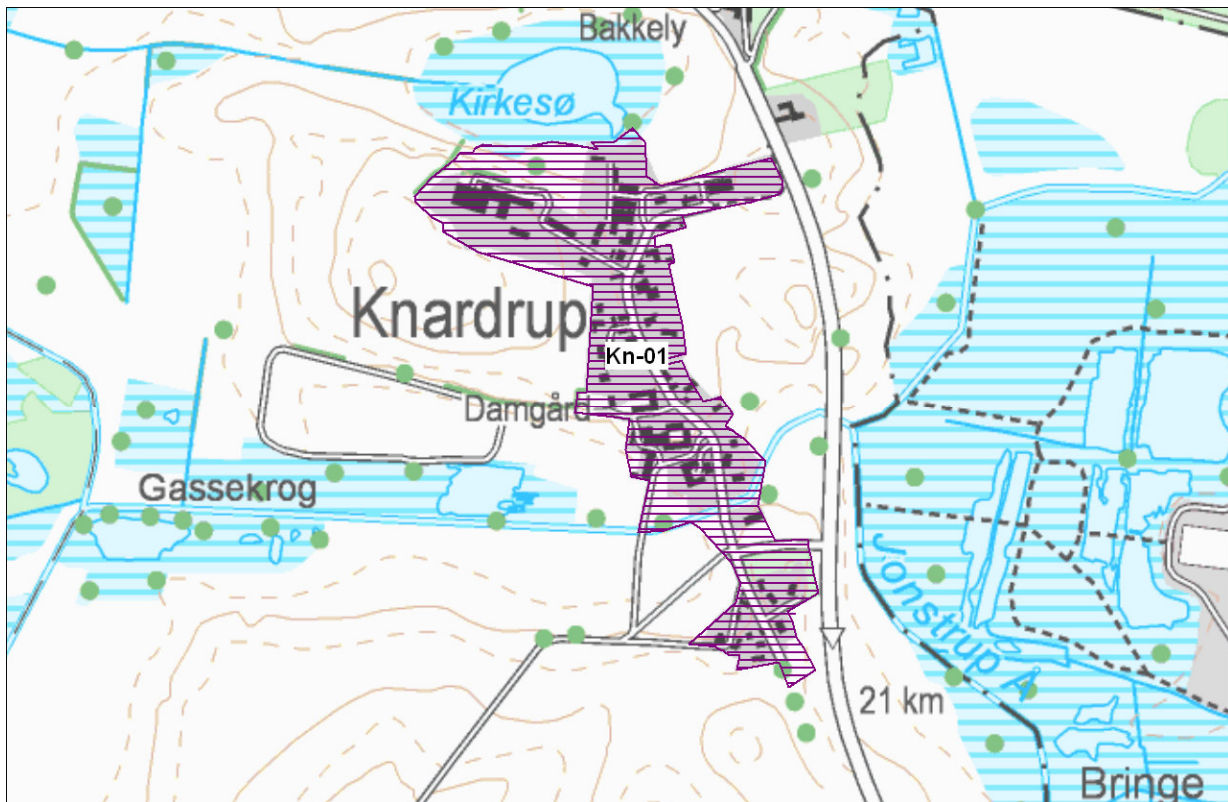 Bakkely
Kirkesø
Knardrup
Kn-01
Damgård
Gassekrog
Jonstrup Å
21 km
Bringe